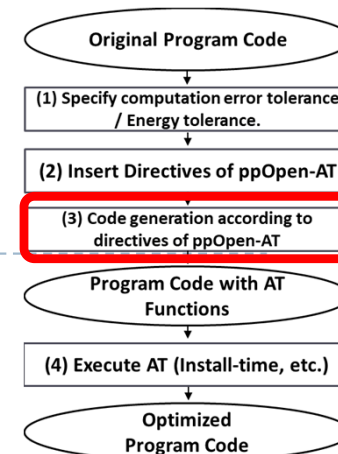 Original Program Code
(1) Specify computation error tolerance
/ Energy tolerance.
(2) Insert Directives of ppOpen-AT
(3) Code generation according to
directives of ppOpen-AT
Program Code with AT
Functions
(4) Execute AT (Install-time, etc.)
Optimized
Program Code